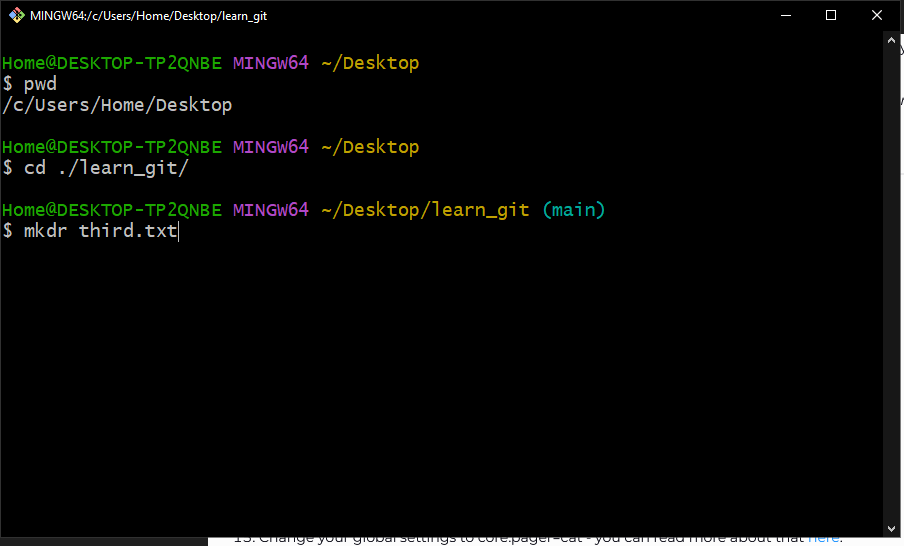 MINGW64:/c/Users/Home/Desktop/learn_git
Home@DESKTOP-TP2QNBE MINGW64 ~/Desktop
$ pwd
/c/Users/Home/Desktop
Home@DESKTOP-TP2QNBE MINGW64 ~/Desktop
$ cd ./learn_git/
Home@DESKTOP-TP2QNBE MINGW64 ~/Desktop/learn_git (main)
$ mkdr third.txt
Change your global settings to core.pager=cat - you can read more about that here.